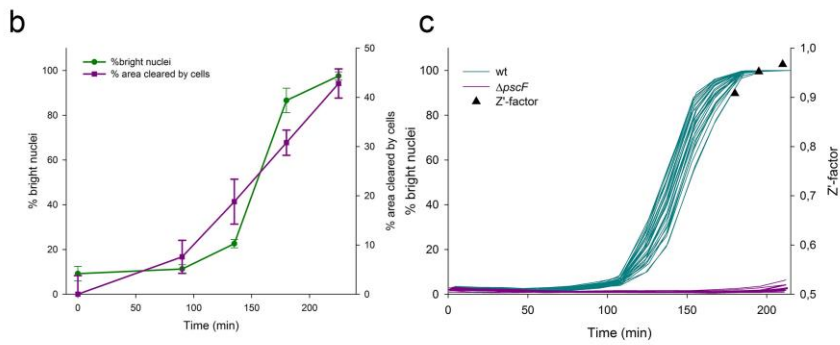 b
%bright nuclei
% area cleared by cells
% bright nuclei
100
80
60
40
20
0
50
40
30
20
10
0
% area cleared by cells
0 50 100 150 200
Time (min)
c
wt
ΔpscF
Z'-factor
% bright nuclei
100
80
60
40
20
0
1,0
0,9
0,8
0,7
0,6
0,5
Z'-factor
0 50 100 150 200
Time (min)